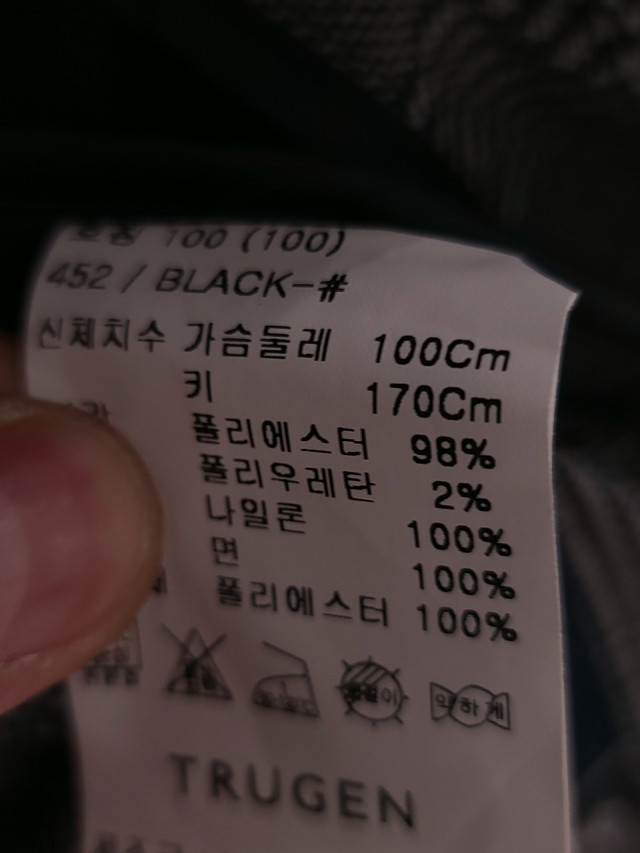 100 (100)
452 / BLACK-#
신체치수 가슴둘레 100Cm
키 170Cm
폴리에스터 98%
폴리우레탄 2%
나일론 100%
면 100%
폴리에스터 100%
약하게
TRUGEN